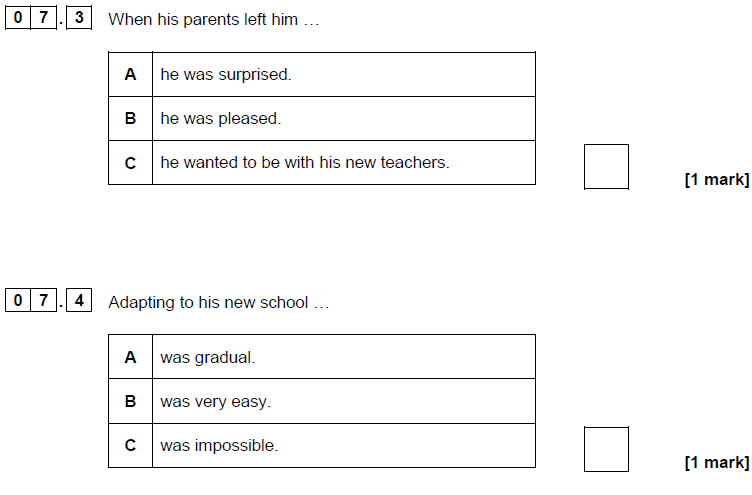 0 7 . 3 When his parents left him …
A he was surprised.
B he was pleased.
C he wanted to be with his new teachers.
[1 mark]
0 7 . 4 Adapting to his new school …
A was gradual.
B was very easy.
C was impossible.
[1 mark]